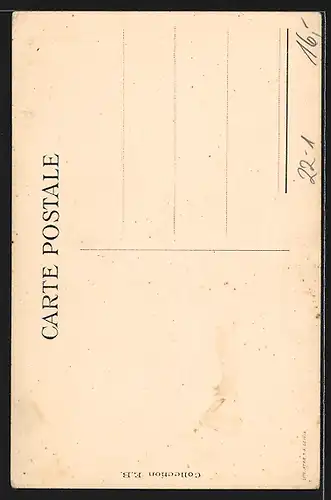 CARTE POSTALE
16,-
22-1
Collection E.B.